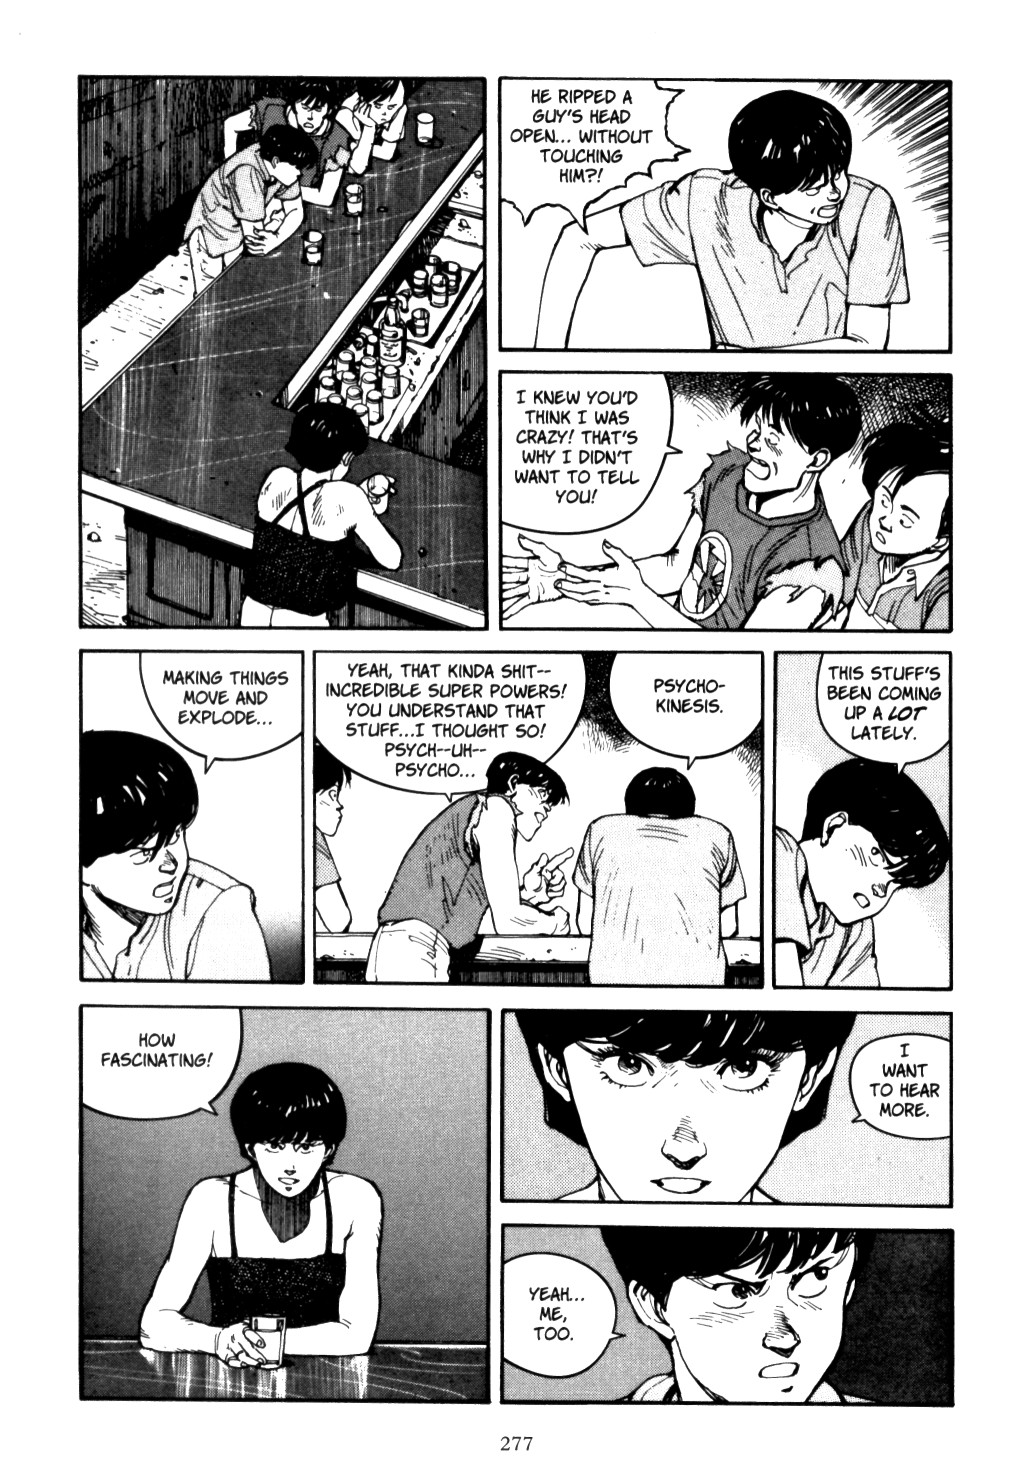 HE RIPPED A
GUY'S HEAD
OPEN... WITHOUT
TOUCHING
HIM?!
I KNEW YOU'D
THINK I WAS
CRAZY! THAT'S
WHY I DIDN'T
WANT TO TELL
YOU!
MAKING THINGS
MOVE AND
EXPLODE...
YEAH, THAT KINDA SHIT--
INCREDIBLE SUPER POWERS!
YOU UNDERSTAND THAT
STUFF...I THOUGHT SO!
PSYCH--UH--
PSYCHO...
PSYCHO-
KINESIS.
THIS STUFF'S
BEEN COMING
UP A LOT
LATELY.
HOW
FASCINATING!
I
WANT
TO HEAR
MORE.
YEAH...
ME,
TOO.
277